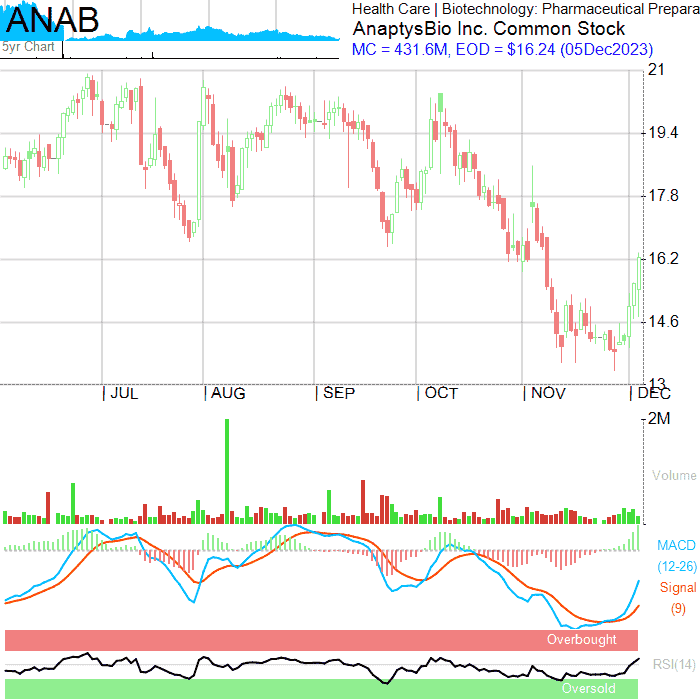 ANAB
5yr Chart
Health Care | Biotechnology: Pharmaceutical Prepara
AnaptysBio Inc. Common Stock
MC = 431.6M, EOD = $16.24 (05Dec2023)
21
19.4
17.8
16.2
14.6
13
JUL
AUG
SEP
OCT
NOV
DEC
2M
Volume
MACD
(12-26)
Signal
(9)
Overbought
RSI(14)
Oversold